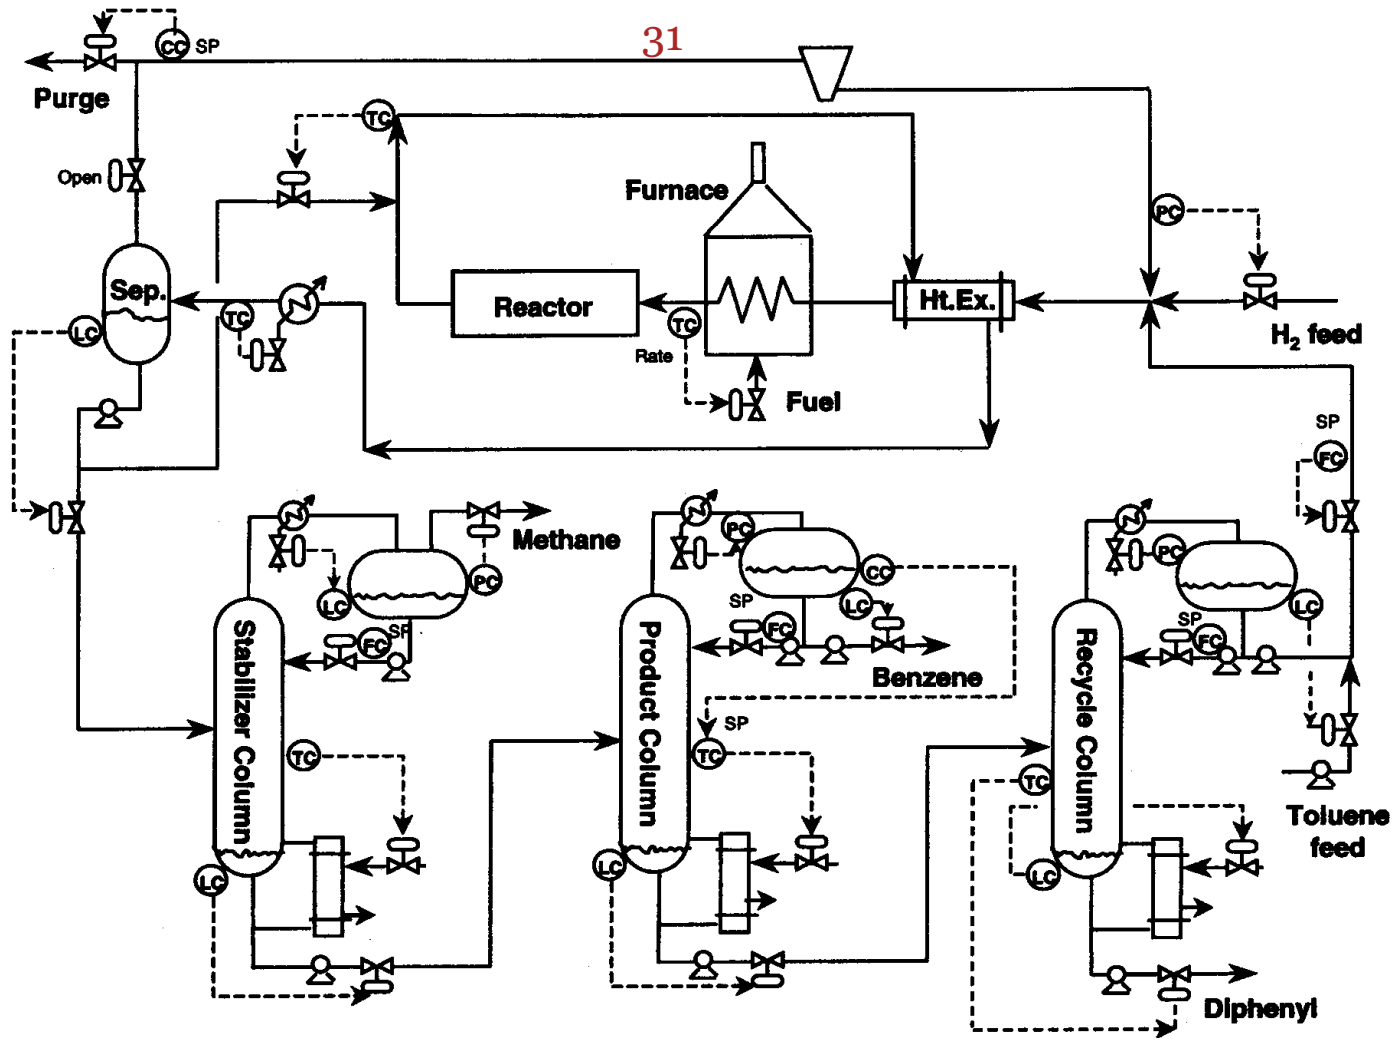 CC SP
31
Purge
TC
Open
Furnace
PC
Sep.
Reactor
Ht.Ex.
LC
TC
TC
Rate
H₂ feed
Fuel
SP
FC
Methane
PC
PC
LC
PC
CC
LC
SP
FC
SP
FC
LC
SP
FC
Benzene
Stabilizer Column
Product Column
Recycle Column
SP
TC
TC
TC
Toluene
feed
LC
LC
LC
Diphenyl